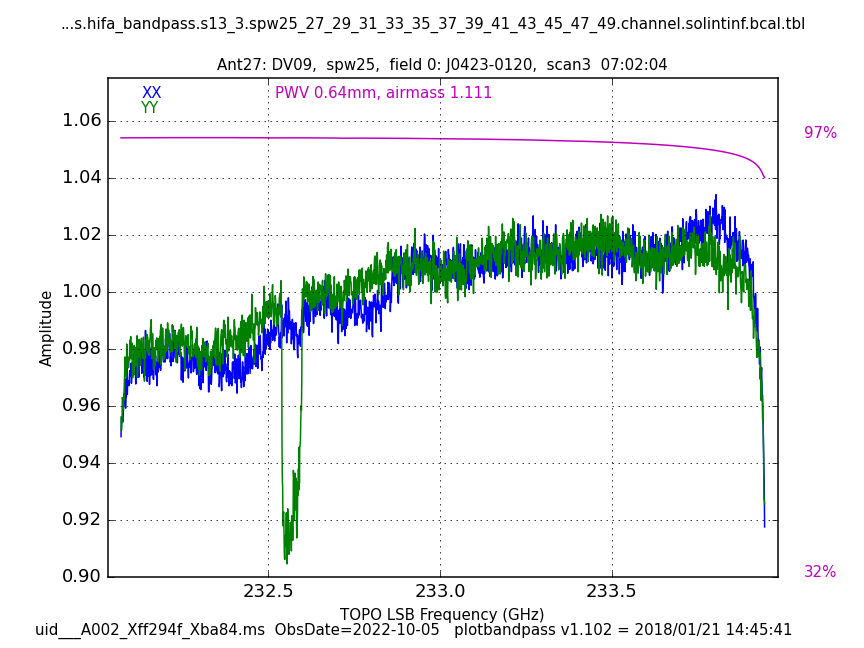 ...s.hifa_bandpass.s13_3.spw25_27_29_31_33_35_37_39_41_43_45_47_49.channel.solintinf.bcal.tbl
Ant27: DV09, spw25, field 0: J0423-0120, scan3 07:02:04
XX PWV 0.64mm, airmass 1.111
YY
1.06
97%
1.04
1.02
1.00
0.98
0.96
0.94
0.92
0.90
32%
Amplitude
232.5 233.0 233.5
TOPO LSB Frequency (GHz)
uid___A002_Xff294f_Xba84.ms ObsDate=2022-10-05 plotbandpass v1.102 = 2018/01/21 14:45:41